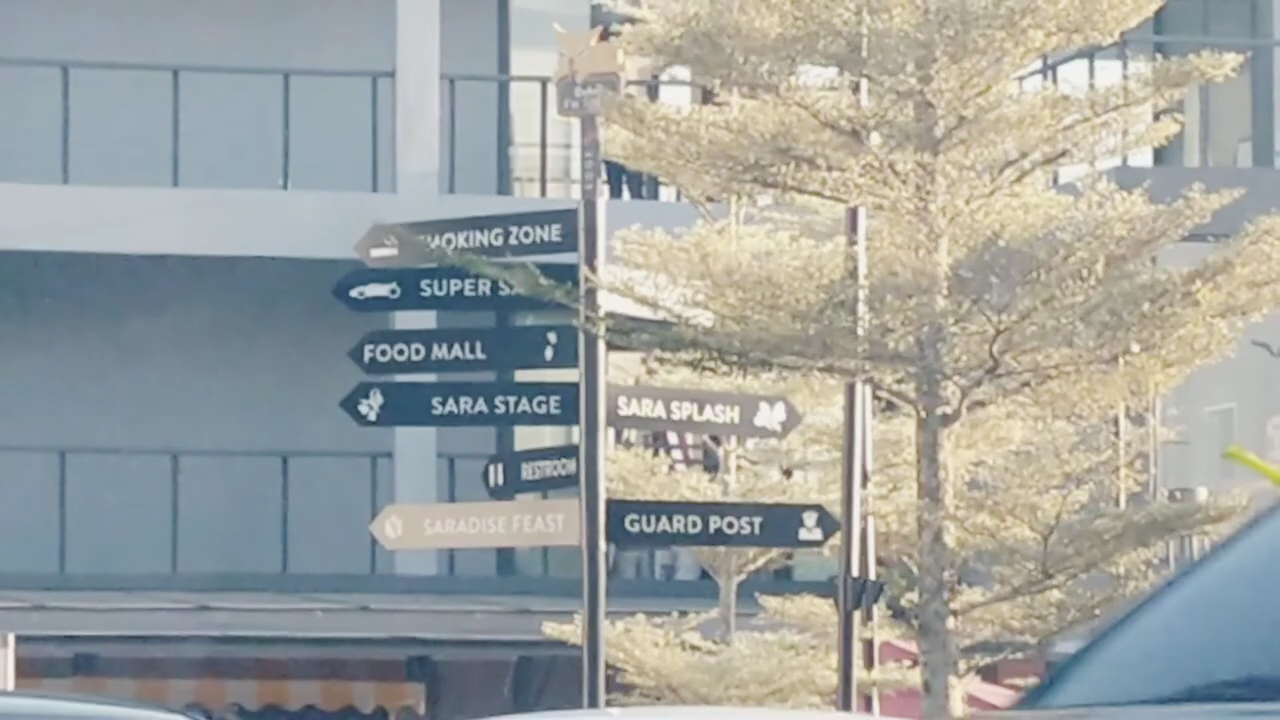 SMOKING ZONE
SUPER
FOOD MALL
SARA STAGE
SARA SPLASH
RESTROOM
SARADISE FEAST
GUARD POST